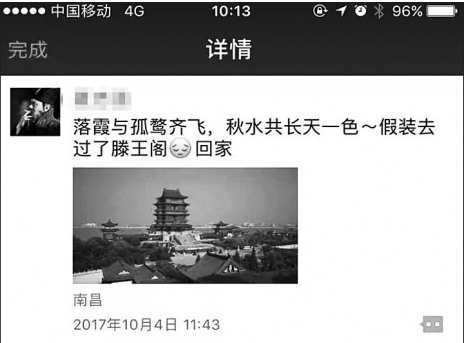 中国移动 4G 10:13 96%
完成 详情
落霞与孤鹜齐飞，秋水共长天一色～假装去
过了滕王阁😔回家
南昌
2017年10月4日 11:43